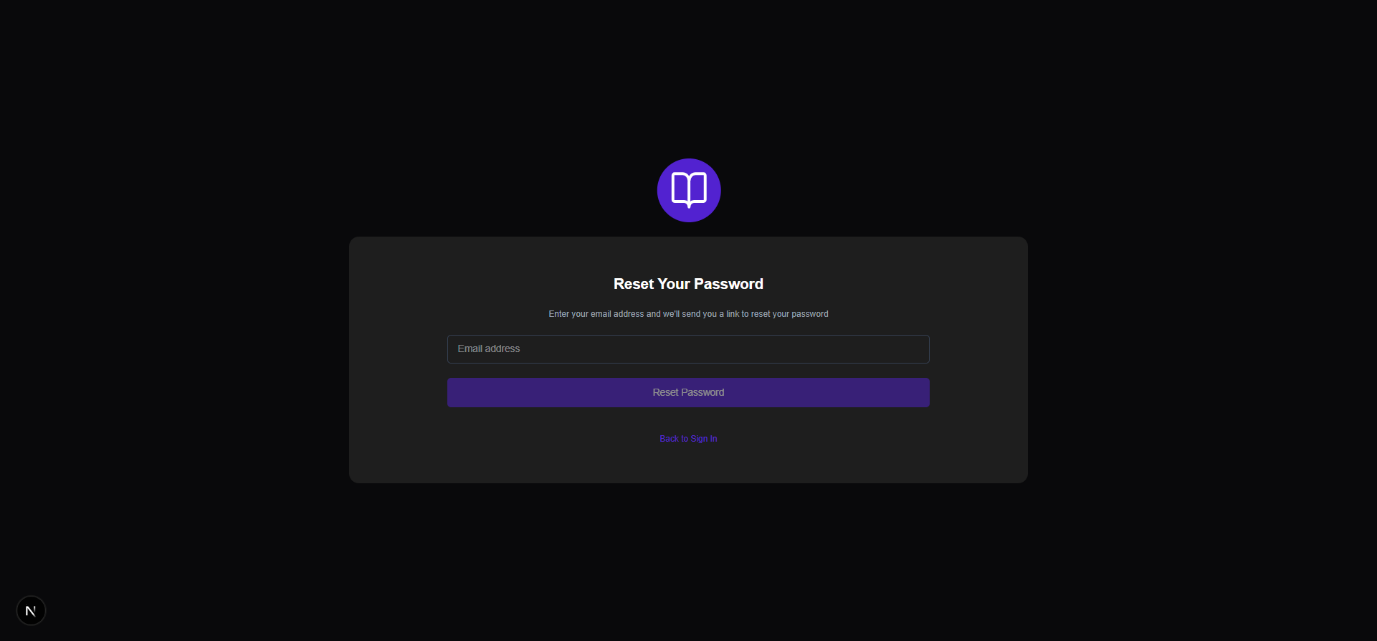 Reset Your Password
Enter your email address and we'll send you a link to reset your password
Email address
Reset Password
Back to Sign In
N